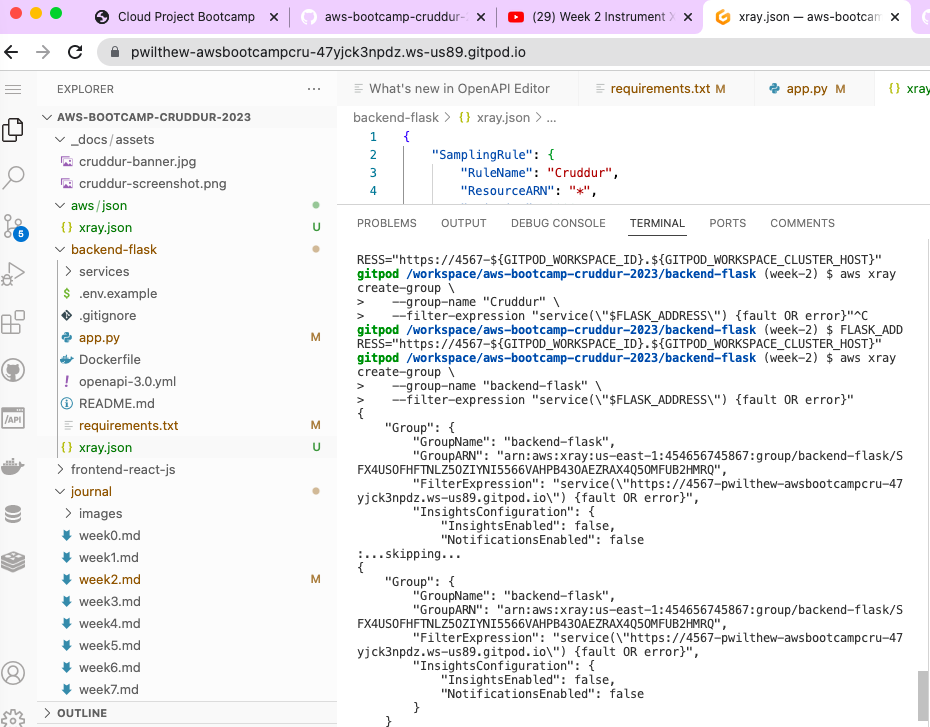 Cloud Project Bootcamp
aws-bootcamp-cruddur-
(29) Week 2 Instrument
xray.json — aws-bootcam
pwilthew-awsbootcampcru-47yjck3npdz.ws-us89.gitpod.io
EXPLORER
AWS-BOOTCAMP-CRUDDUR-2023
_docs/assets
cruddur-banner.jpg
cruddur-screenshot.png
aws/json
{} xray.json U
backend-flask
services
$ .env.example
.gitignore
app.py M
Dockerfile
! openapi-3.0.yml
README.md
requirements.txt M
{} xray.json U
frontend-react-js
journal
images
week0.md
week1.md
week2.md M
week3.md
week4.md
week5.md
week6.md
week7.md
OUTLINE
5
API
What's new in OpenAPI Editor
requirements.txt M
app.py M
{} xray
backend-flask > {} xray.json > ...
1 {
2 "SamplingRule": {
3 "RuleName": "Cruddur",
4 "ResourceARN": "*",
PROBLEMS OUTPUT DEBUG CONSOLE TERMINAL PORTS COMMENTS
RESS="https://4567-${GITPOD_WORKSPACE_ID}.${GITPOD_WORKSPACE_CLUSTER_HOST}"
gitpod /workspace/aws-bootcamp-cruddur-2023/backend-flask (week-2) $ aws xray
create-group \
> --group-name "Cruddur" \
> --filter-expression "service(\"$FLASK_ADDRESS\") {fault OR error}"^C
gitpod /workspace/aws-bootcamp-cruddur-2023/backend-flask (week-2) $ FLASK_ADD
RESS="https://4567-${GITPOD_WORKSPACE_ID}.${GITPOD_WORKSPACE_CLUSTER_HOST}"
gitpod /workspace/aws-bootcamp-cruddur-2023/backend-flask (week-2) $ aws xray
create-group \
> --group-name "backend-flask" \
> --filter-expression "service(\"$FLASK_ADDRESS\") {fault OR error}"
{
"Group": {
"GroupName": "backend-flask",
"GroupARN": "arn:aws:xray:us-east-1:454656745867:group/backend-flask/S
FX4USOFHFTNLZ5OZIYNI5566VAHPB43OAEZRAX4Q5OMFUB2HMRQ",
"FilterExpression": "service(\"https://4567-pwilthew-awsbootcampcru-47
yjck3npdz.ws-us89.gitpod.io\") {fault OR error}",
"InsightsConfiguration": {
"InsightsEnabled": false,
"NotificationsEnabled": false
:...skipping...
{
"Group": {
"GroupName": "backend-flask",
"GroupARN": "arn:aws:xray:us-east-1:454656745867:group/backend-flask/S
FX4USOFHFTNLZ5OZIYNI5566VAHPB43OAEZRAX4Q5OMFUB2HMRQ",
"FilterExpression": "service(\"https://4567-pwilthew-awsbootcampcru-47
yjck3npdz.ws-us89.gitpod.io\") {fault OR error}",
"InsightsConfiguration": {
"InsightsEnabled": false,
"NotificationsEnabled": false
}
}